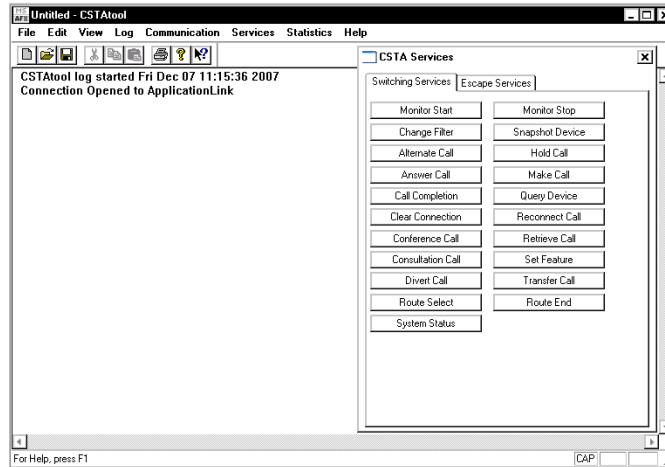 MS
AFX
Untitled - CSTAtool
File Edit View Log Communication Services Statistics Help
CSTAtool log started Fri Dec 07 11:15:36 2007
Connection Opened to ApplicationLink
CSTA Services
Switching Services Escape Services
Monitor Start Monitor Stop
Change Filter Snapshot Device
Alternate Call Hold Call
Answer Call Make Call
Call Completion Query Device
Clear Connection Reconnect Call
Conference Call Retrieve Call
Consultation Call Set Feature
Divert Call Transfer Call
Route Select Route End
System Status
For Help, press F1
CAP